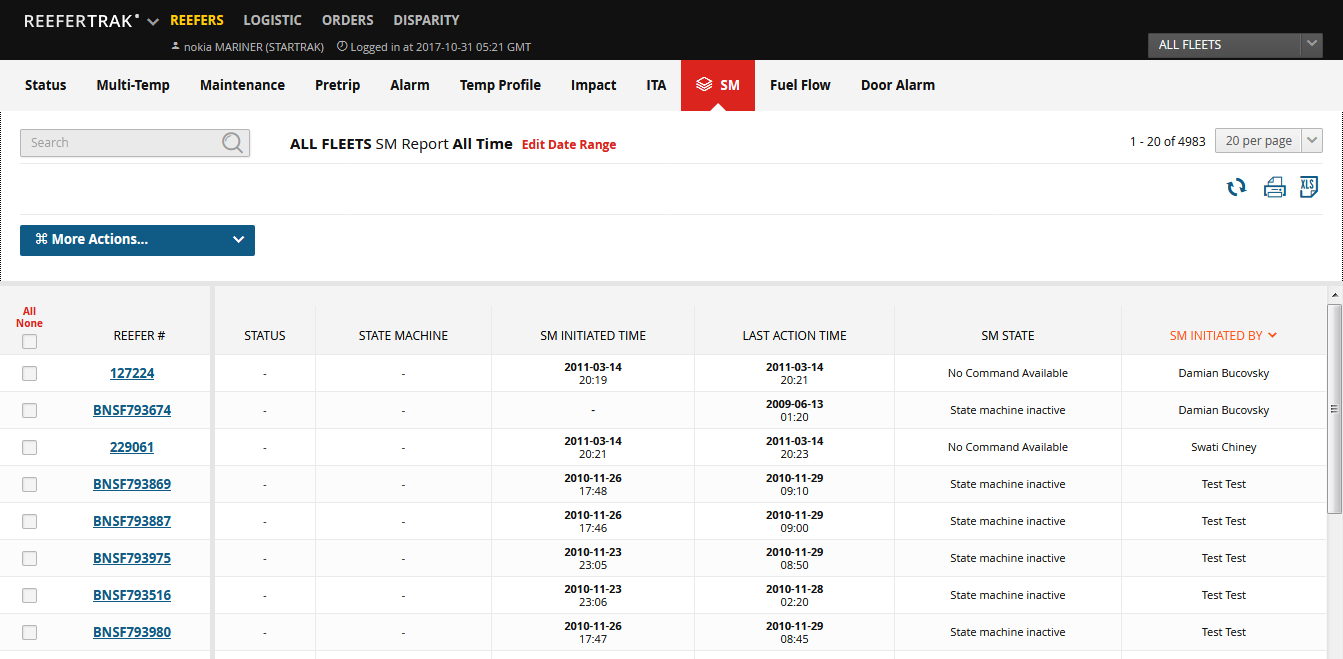 REEFERTRAK
REEFERS LOGISTIC ORDERS DISPARITY
nokia MARINER (STARTRAK) Logged in at 2017-10-31 05:21 GMT
ALL FLEETS
Status Multi-Temp Maintenance Pretrip Alarm Temp Profile Impact ITA SM Fuel Flow Door Alarm
Search
ALL FLEETS SM Report All Time Edit Date Range
1 - 20 of 4983
20 per page
XLS
⌘ More Actions...
All
None
REEFER # STATUS STATE MACHINE SM INITIATED TIME LAST ACTION TIME SM STATE SM INITIATED BY
127224 - - 2011-03-14 20:19 2011-03-14 20:21 No Command Available Damian Bucovsky
BNSF793674 - - - 2009-06-13 01:20 State machine inactive Damian Bucovsky
229061 - - 2011-03-14 20:21 2011-03-14 20:23 No Command Available Swati Chiney
BNSF793869 - - 2010-11-26 17:48 2010-11-29 09:10 State machine inactive Test Test
BNSF793887 - - 2010-11-26 17:46 2010-11-29 09:00 State machine inactive Test Test
BNSF793975 - - 2010-11-23 23:05 2010-11-29 08:50 State machine inactive Test Test
BNSF793516 - - 2010-11-23 23:06 2010-11-28 02:20 State machine inactive Test Test
BNSF793980 - - 2010-11-26 17:47 2010-11-29 08:45 State machine inactive Test Test